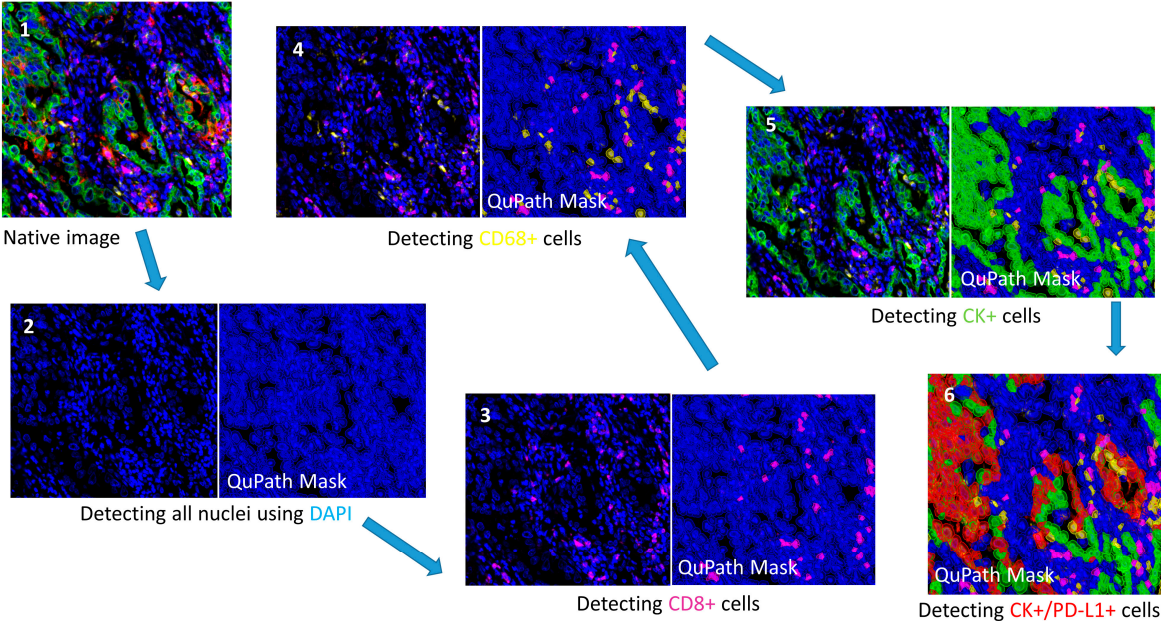 1
Native image
2
QuPath Mask
Detecting all nuclei using DAPI
3
QuPath Mask
Detecting CD8+ cells
4
QuPath Mask
Detecting CD68+ cells
5
QuPath Mask
Detecting CK+ cells
6
QuPath Mask
Detecting CK+/PD-L1+ cells